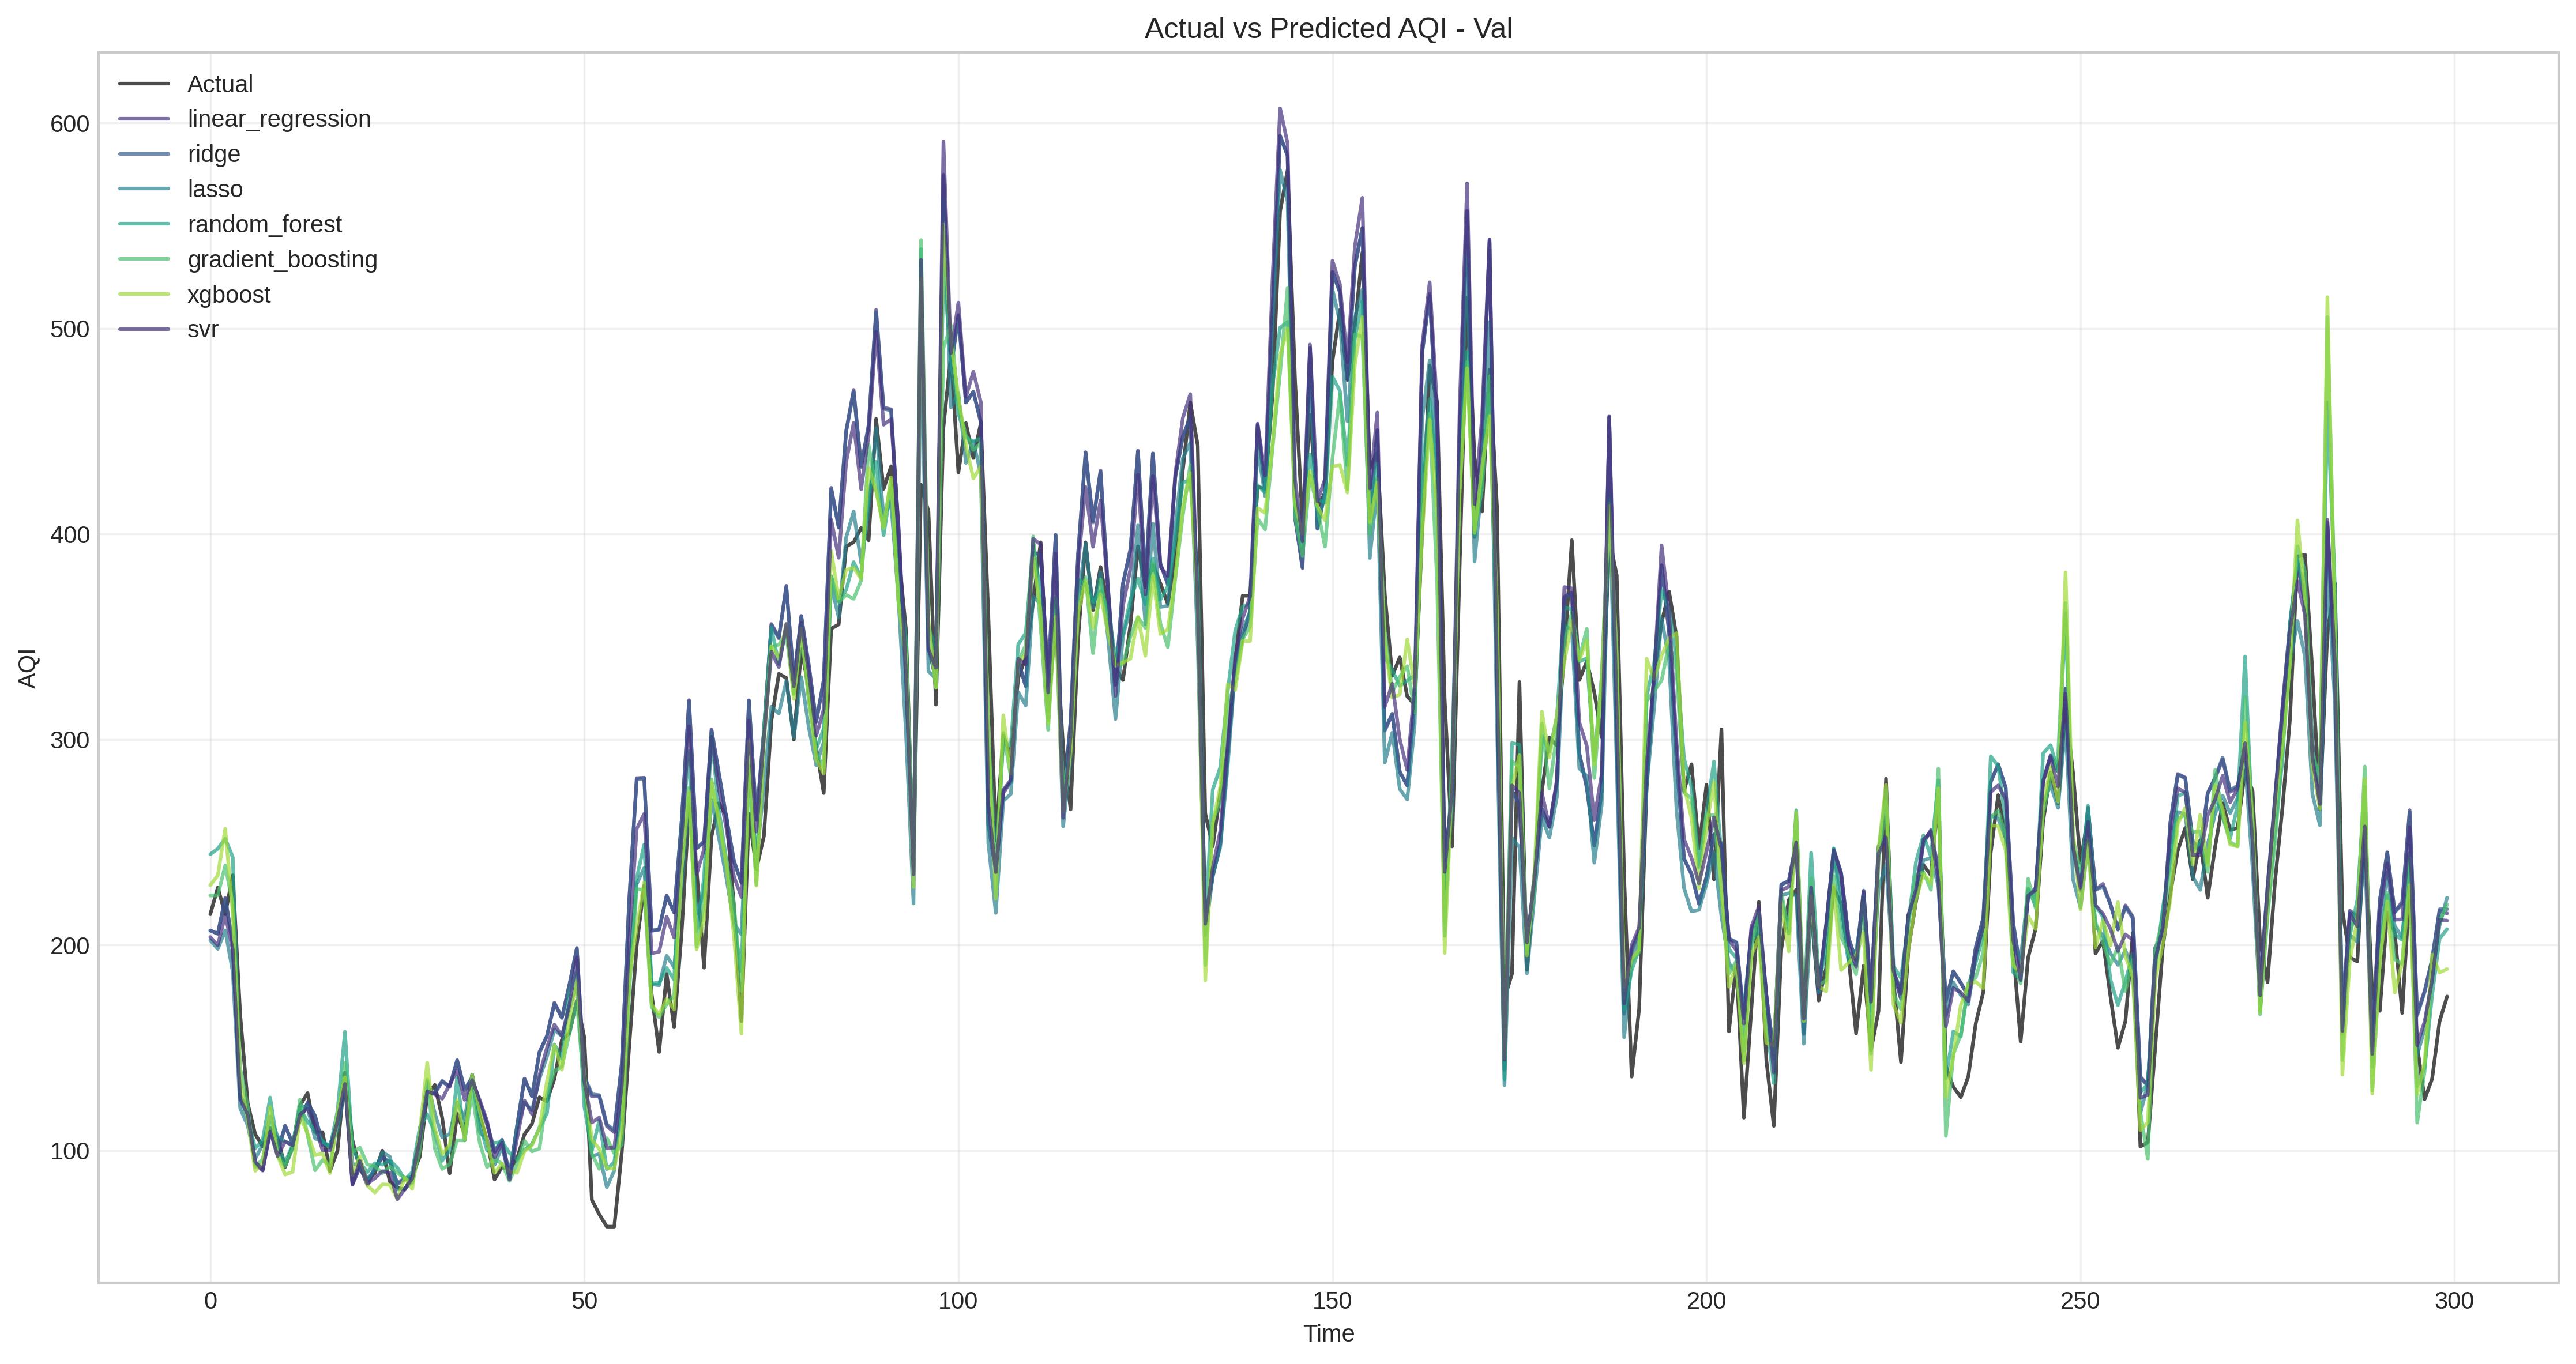 Actual vs Predicted AQI - Val
Actual
linear_regression
ridge
lasso
random_forest
gradient_boosting
xgboost
svr
600
500
400
300
200
100
AQI
0 50 100 150 200 250 300
Time